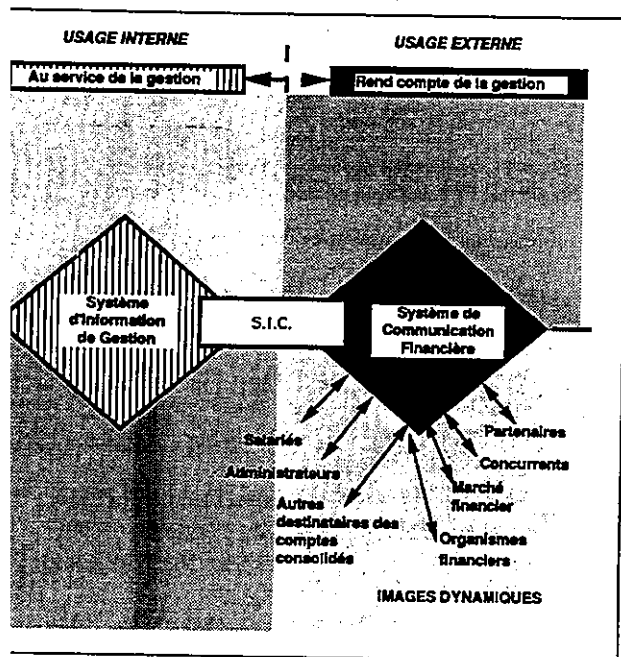 USAGE INTERNE
USAGE EXTERNE
Au service de la gestion
Rend compte de la gestion
Système
d'Information
de Gestion
S.I.C.
Système de
Communication
Financière
Salariés
Administrateurs
Autres
destinataires des
comptes
consolidés
Partenaires
Concurrents
Marché
financier
Organismes
financiers
IMAGES DYNAMIQUES